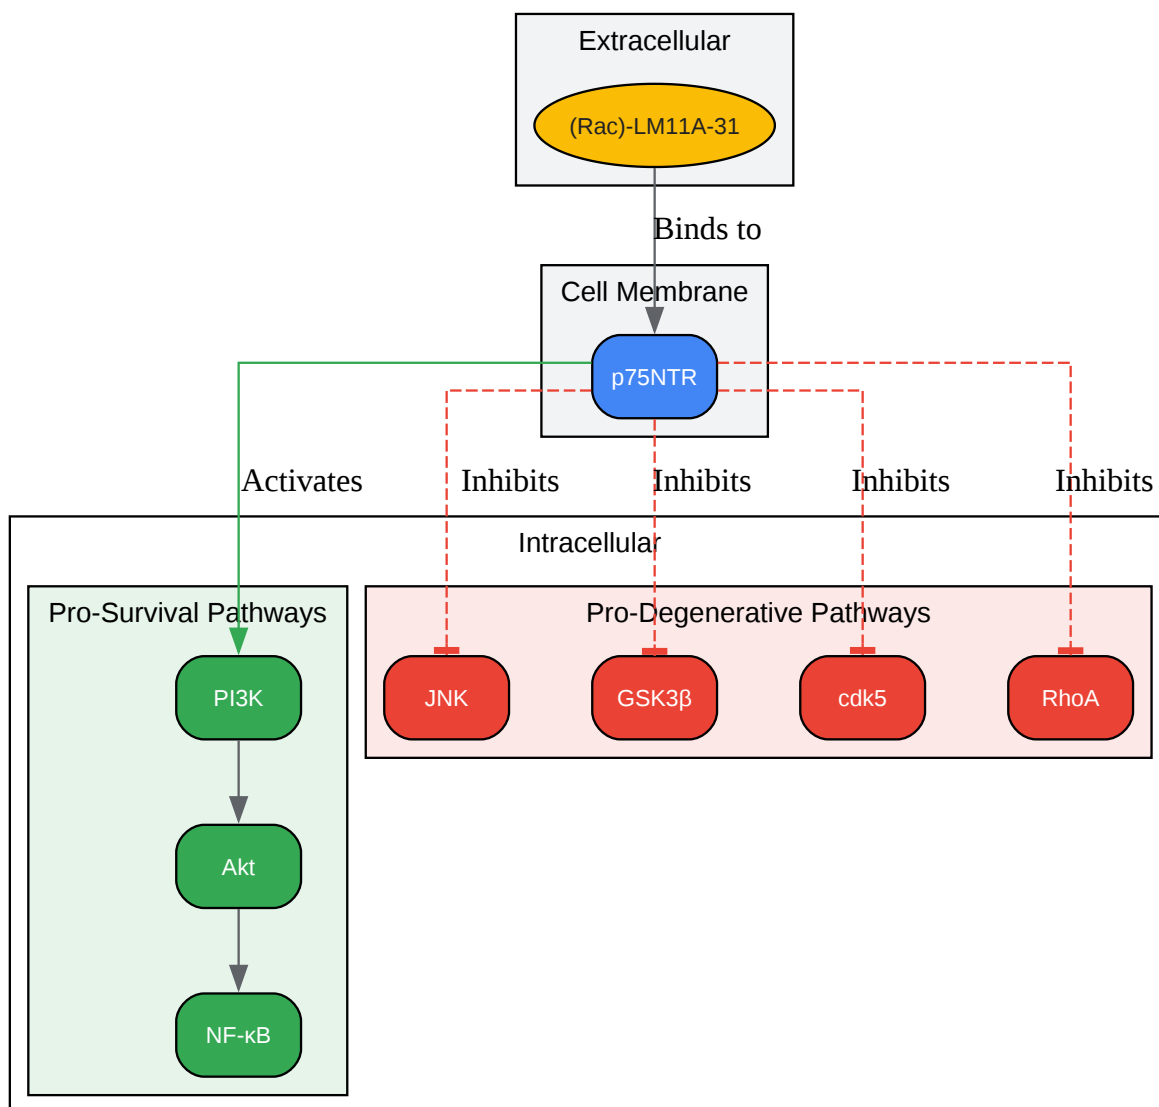 Extracellular
(Rac)-LM11A-31
Binds to
Cell Membrane
p75NTR
Activates
Inhibits
Inhibits
Inhibits
Inhibits
Intracellular
Pro-Survival Pathways
Pro-Degenerative Pathways
PI3K
JNK
GSK3β
cdk5
RhoA
Akt
NF-κB